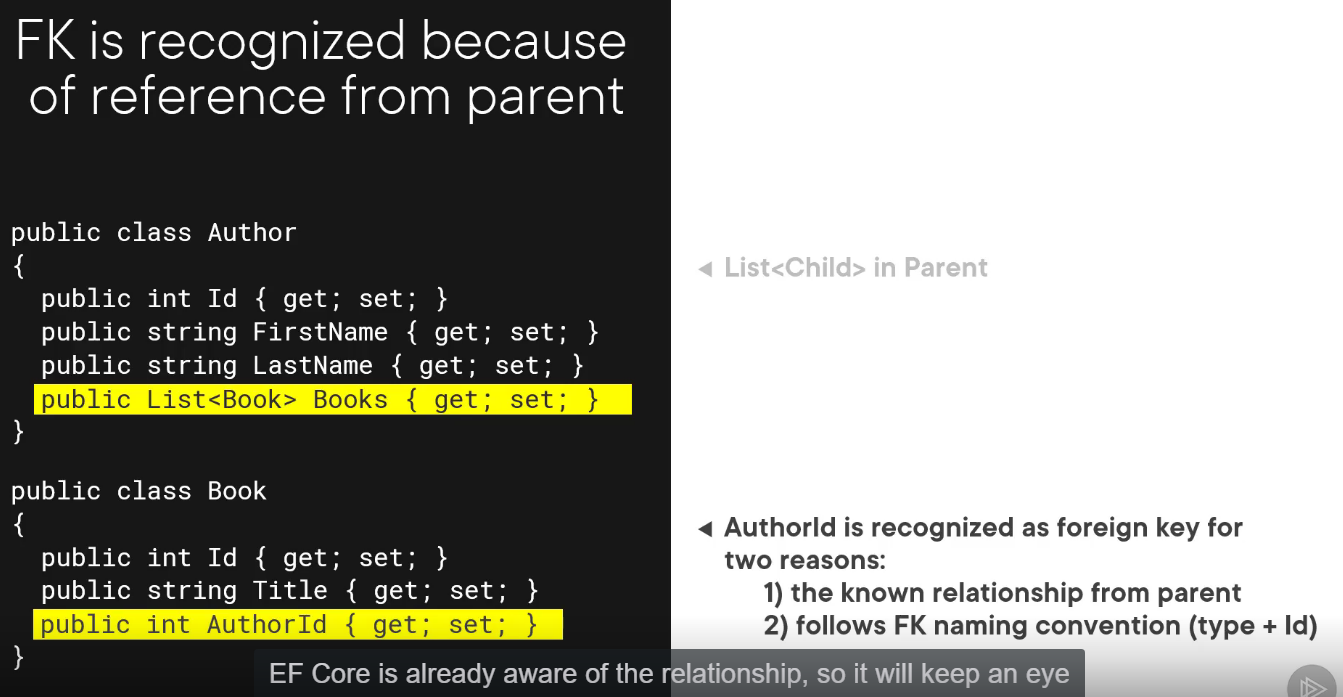 FK is recognized because
of reference from parent
public class Author
{
public int Id { get; set; }
public string FirstName { get; set; }
public string LastName { get; set; }
public List<Book> Books { get; set; }
}
public class Book
{
public int Id { get; set; }
public string Title { get; set; }
public int AuthorId { get; set; }
}
◄ List<Child> in Parent
◄ AuthorId is recognized as foreign key for
two reasons:
1) the known relationship from parent
2) follows FK naming convention (type + Id)
EF Core is already aware of the relationship, so it will keep an eye